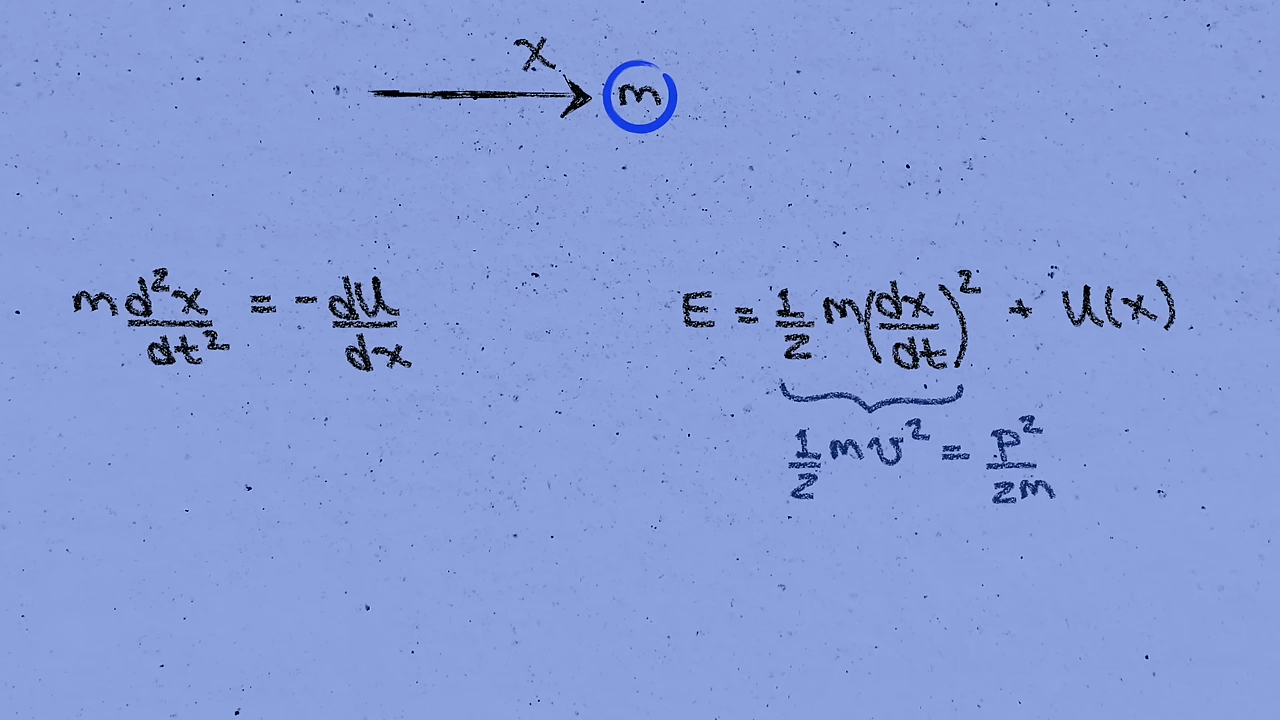 x
m
m d²x/dt² = - dU/dx
E = 1/2 m(dx/dt)² + U(x)
1/2 mv² = p²/2m